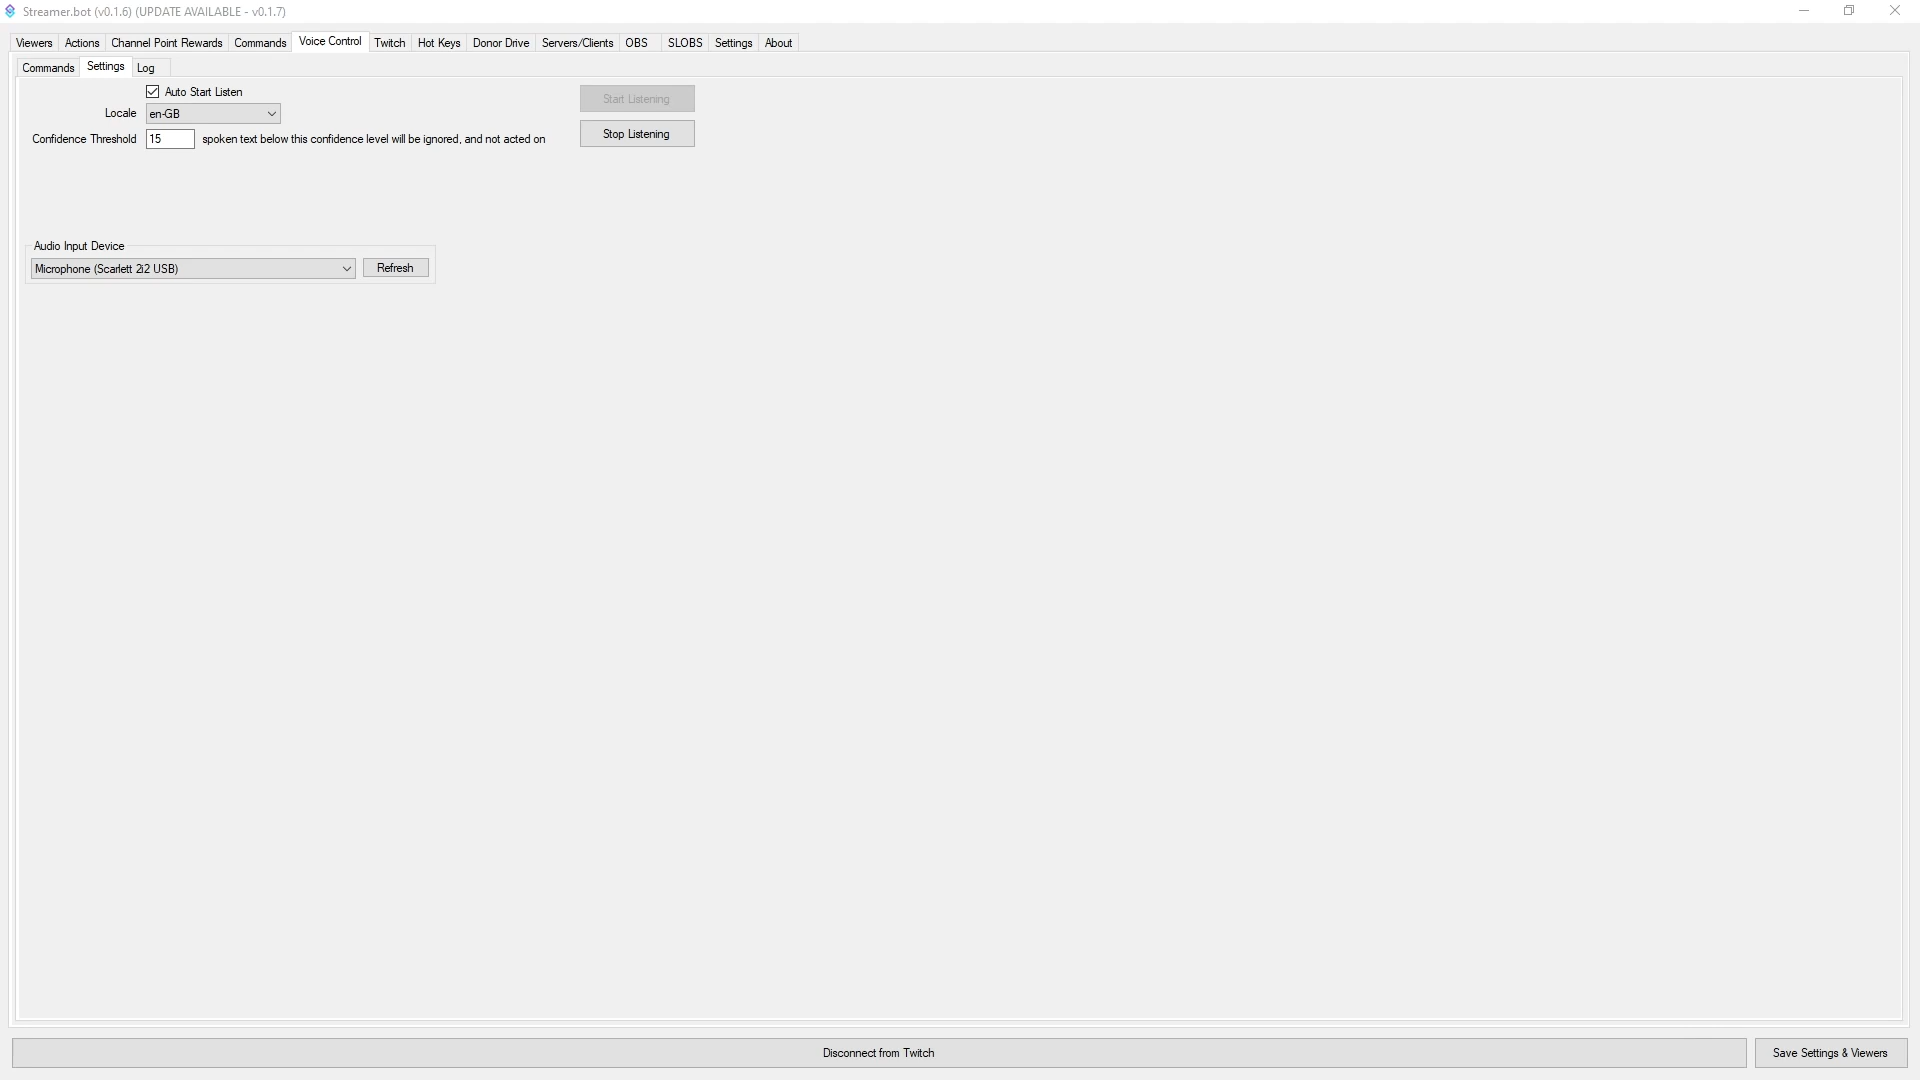 Streamer.bot (v0.1.6) (UPDATE AVAILABLE - v0.1.7)
Viewers Actions Channel Point Rewards Commands Voice Control Twitch Hot Keys Donor Drive Servers/Clients OBS SLOBS Settings About
Commands Settings Log
Auto Start Listen
Start Listening
Locale en-GB
Stop Listening
Confidence Threshold 15 spoken text below this confidence level will be ignored, and not acted on
Audio Input Device
Microphone (Scarlett 2i2 USB) Refresh
Disconnect from Twitch Save Settings & Viewers